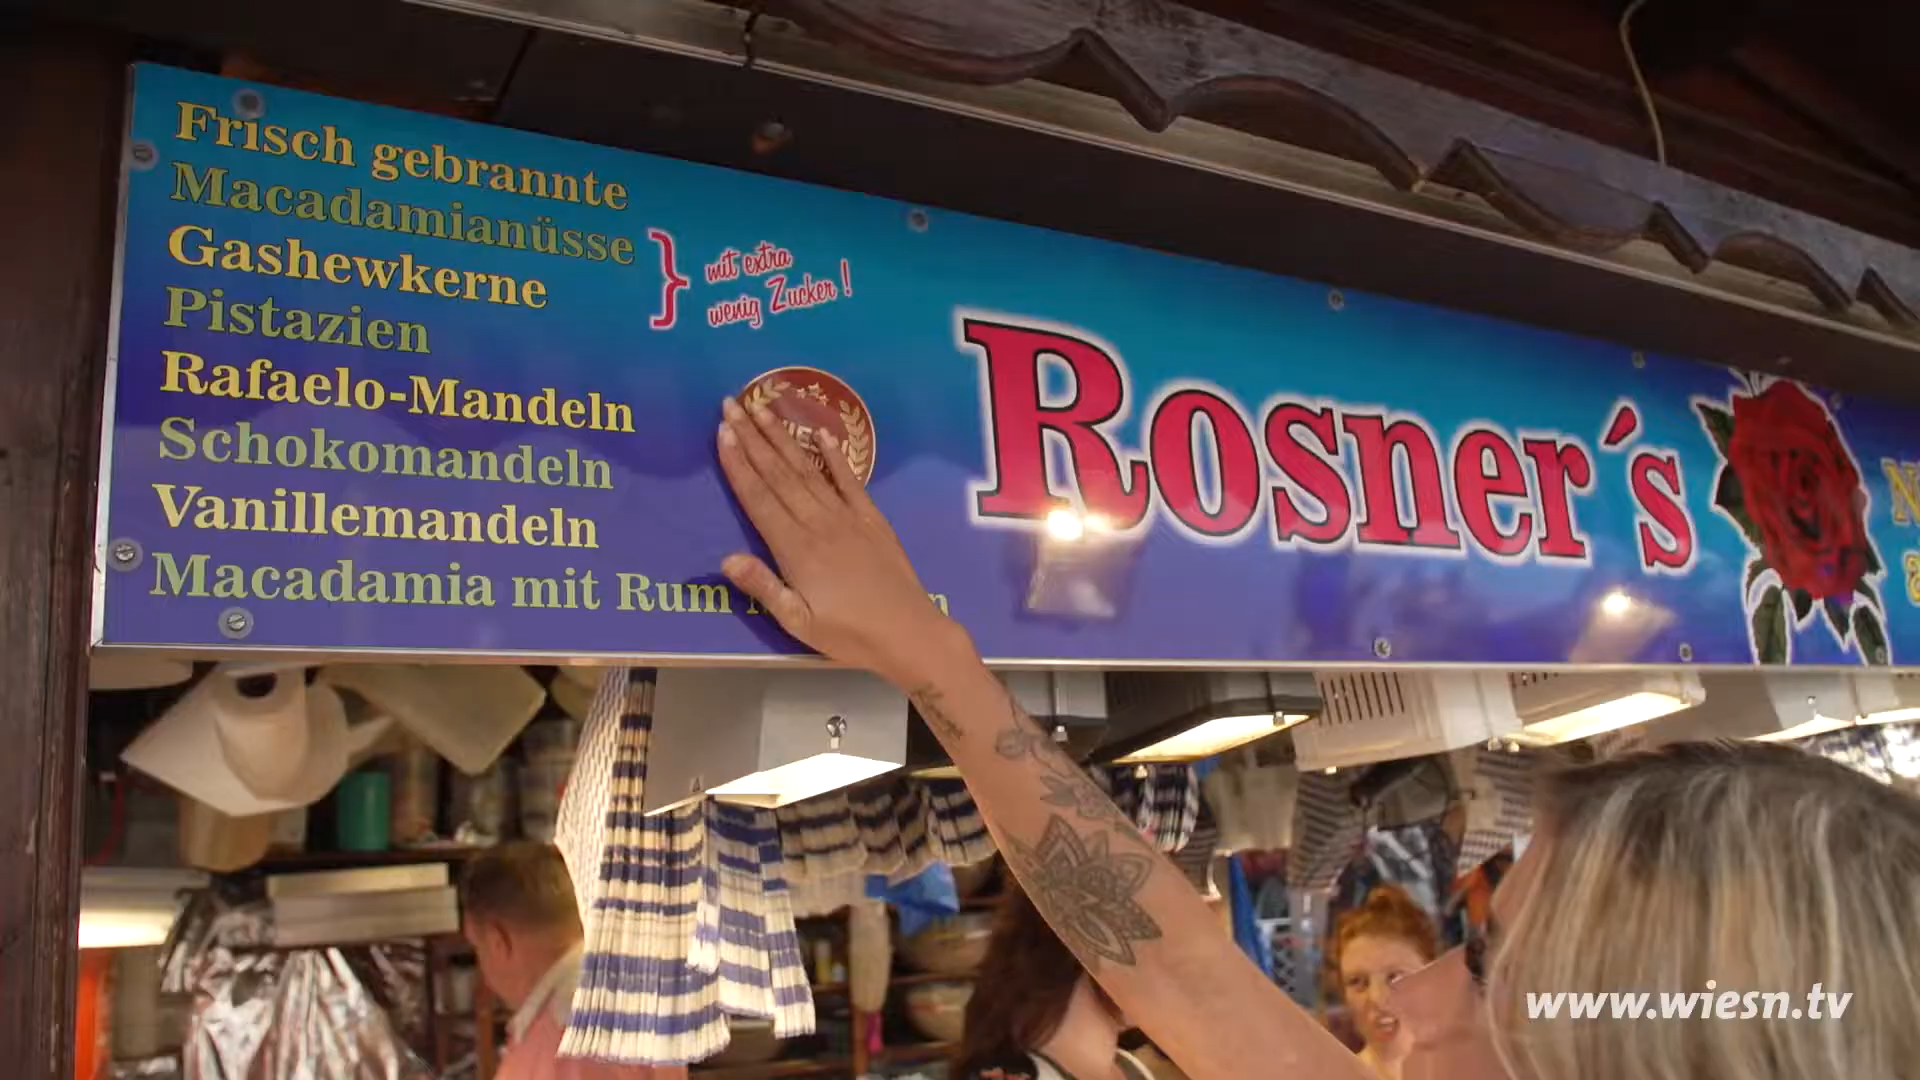 Frisch gebrannte
Macadamianüsse
Gashewkerne
Pistazien
Rafaelo-Mandeln
Schokomandeln
Vanillemandeln
Macadamia mit Rum
mit extra
wenig Zucker !
Rosner´s
www.wiesn.tv